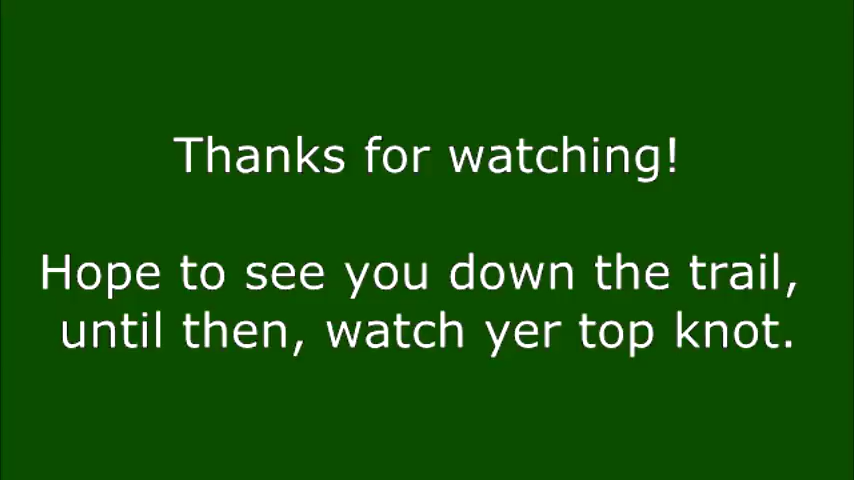 Thanks for watching!
Hope to see you down the trail,
until then, watch yer top knot.